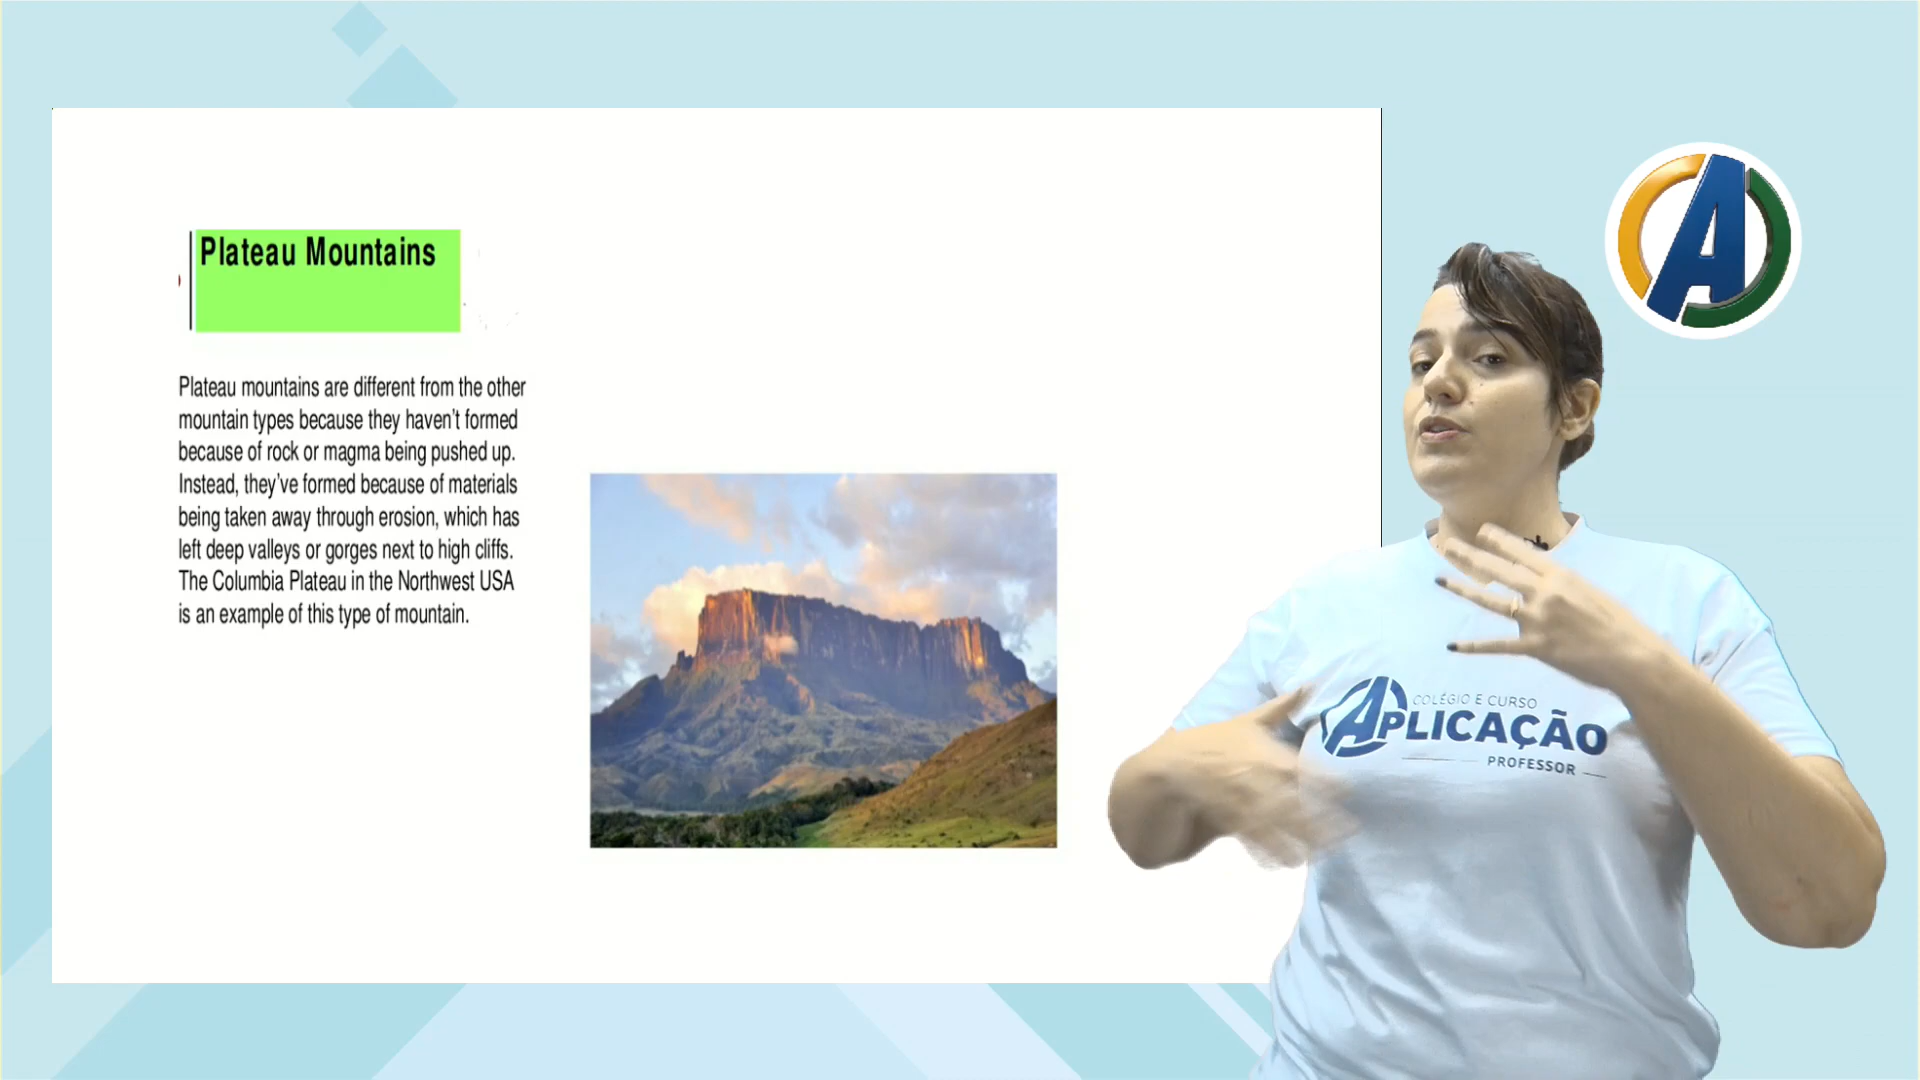 Plateau Mountains
Plateau mountains are different from the other
mountain types because they haven't formed
because of rock or magma being pushed up.
Instead, they've formed because of materials
being taken away through erosion, which has
left deep valleys or gorges next to high cliffs.
The Columbia Plateau in the Northwest USA
is an example of this type of mountain.
A
COLÉGIO E CURSO
APLICAÇÃO
PROFESSOR